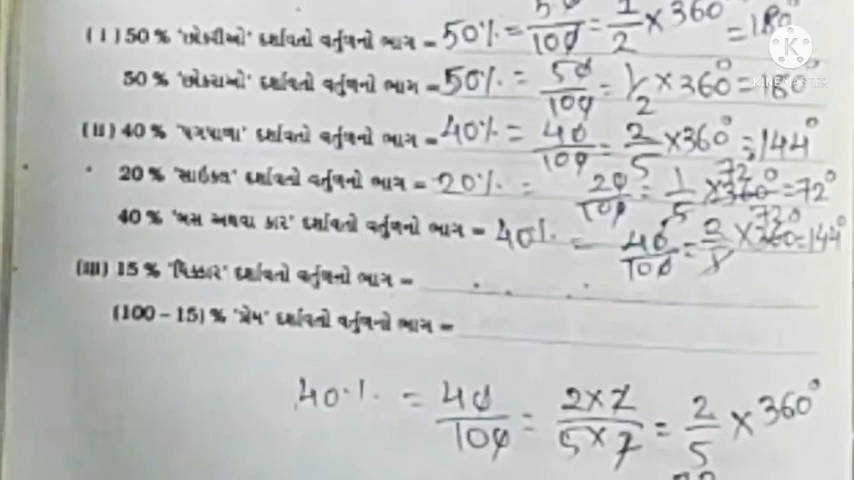 (I) 50 % 'છોકરીઓ' દર્શાવતો વર્તુળનો ભાગ = 50% = 50/100 = 1/2 × 360° = 180°
50 % 'છોકરાઓ' દર્શાવતો વર્તુળનો ભાગ = 50% = 50/100 = 1/2 × 360° = 180°
KINEMASTER
(II) 40 % 'પગપાળા' દર્શાવતો વર્તુળનો ભાગ = 40% = 40/100 = 2/5 × 360° = 144°
20 % 'સાઇકલ' દર્શાવતો વર્તુળનો ભાગ = 20% = 20/100 = 1/5 × 360° = 72°
40 % 'બસ અથવા કાર' દર્શાવતો વર્તુળનો ભાગ = 40% = 40/100 = 2/5 × 360° = 144°
(III) 15 % 'ધિક્કાર' દર્શાવતો વર્તુળનો ભાગ =
(100 – 15) % 'પ્રેમ' દર્શાવતો વર્તુળનો ભાગ =
40% = 40/100 = 2×2/5×2 = 2/5 × 360°